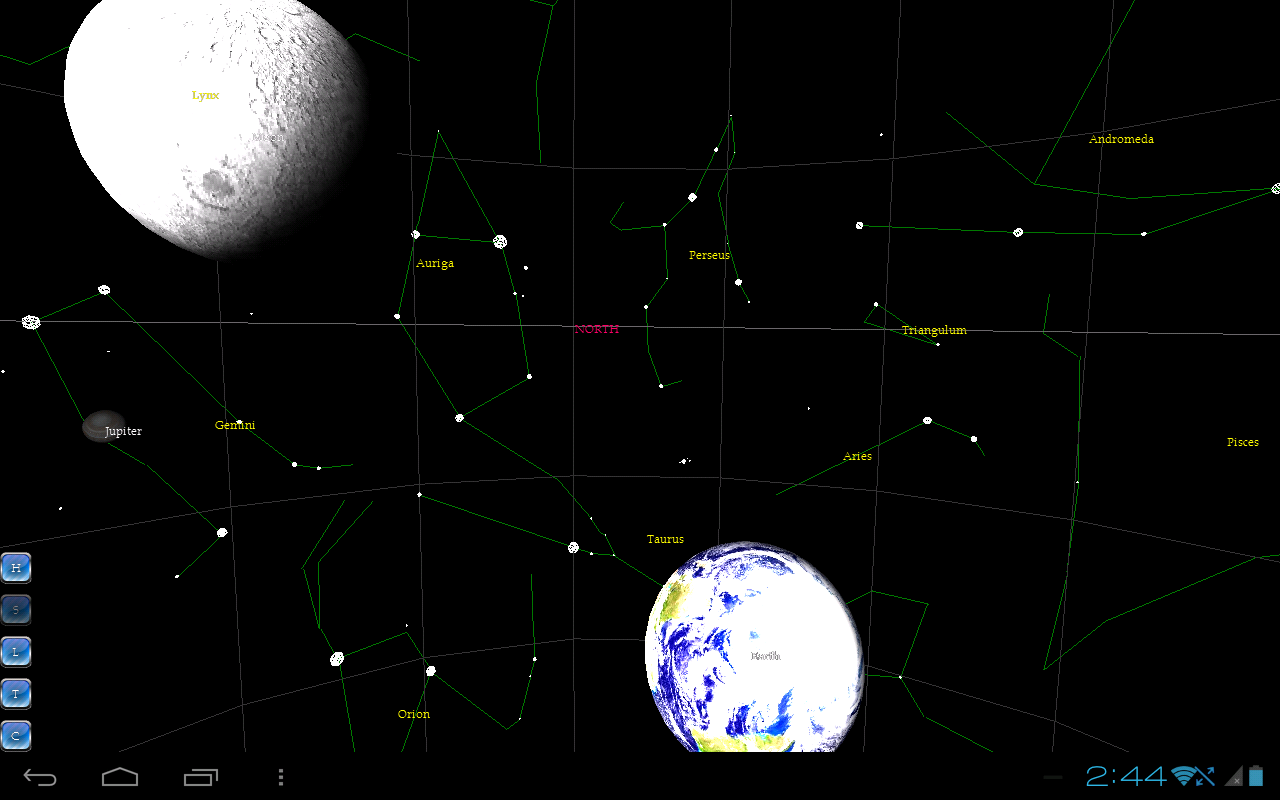 Lynx
Moon
Andromeda
Auriga
Perseus
NORTH
Triangulum
Gemini
Jupiter
Aries
Pisces
Taurus
H
S
L
T
C
Earth
Orion
2:44